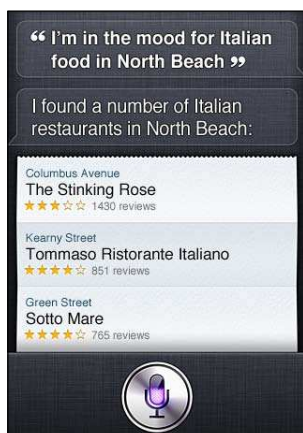 “ I'm in the mood for Italian
food in North Beach ”
I found a number of Italian
restaurants in North Beach:
Columbus Avenue
The Stinking Rose
1430 reviews
Kearny Street
Tommaso Ristorante Italiano
851 reviews
Green Street
Sotto Mare
765 reviews